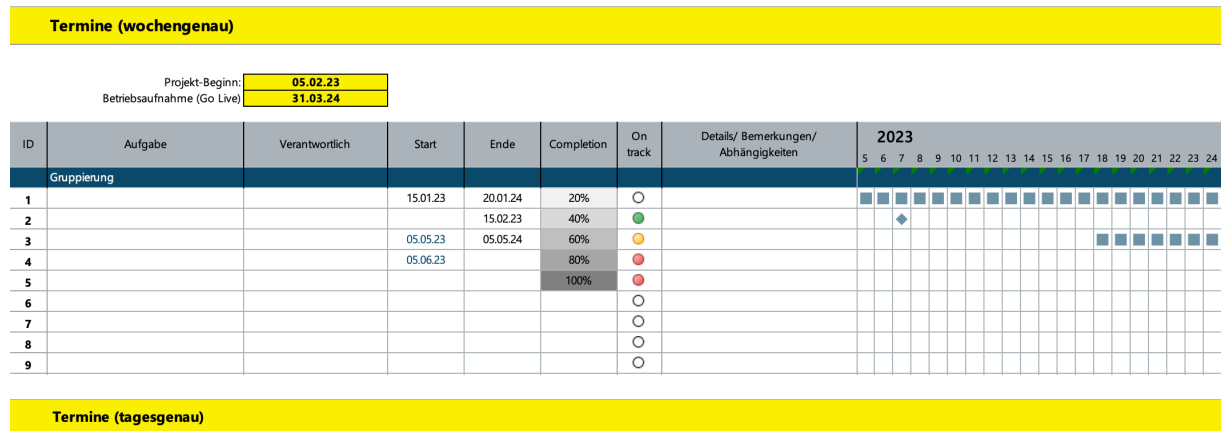 Termine (wochengenau)
Projekt-Beginn: 05.02.23
Betriebsaufnahme (Go Live) 31.03.24
ID Aufgabe Verantwortlich Start Ende Completion On track Details/ Bemerkungen/ Abhängigkeiten 2023
5 6 7 8 9 10 11 12 13 14 15 16 17 18 19 20 21 22 23 24
Gruppierung
1 15.01.23 20.01.24 20%
2 15.02.23 40%
3 05.05.23 05.05.24 60%
4 05.06.23 80%
5 100%
6
7
8
9
Termine (tagesgenau)